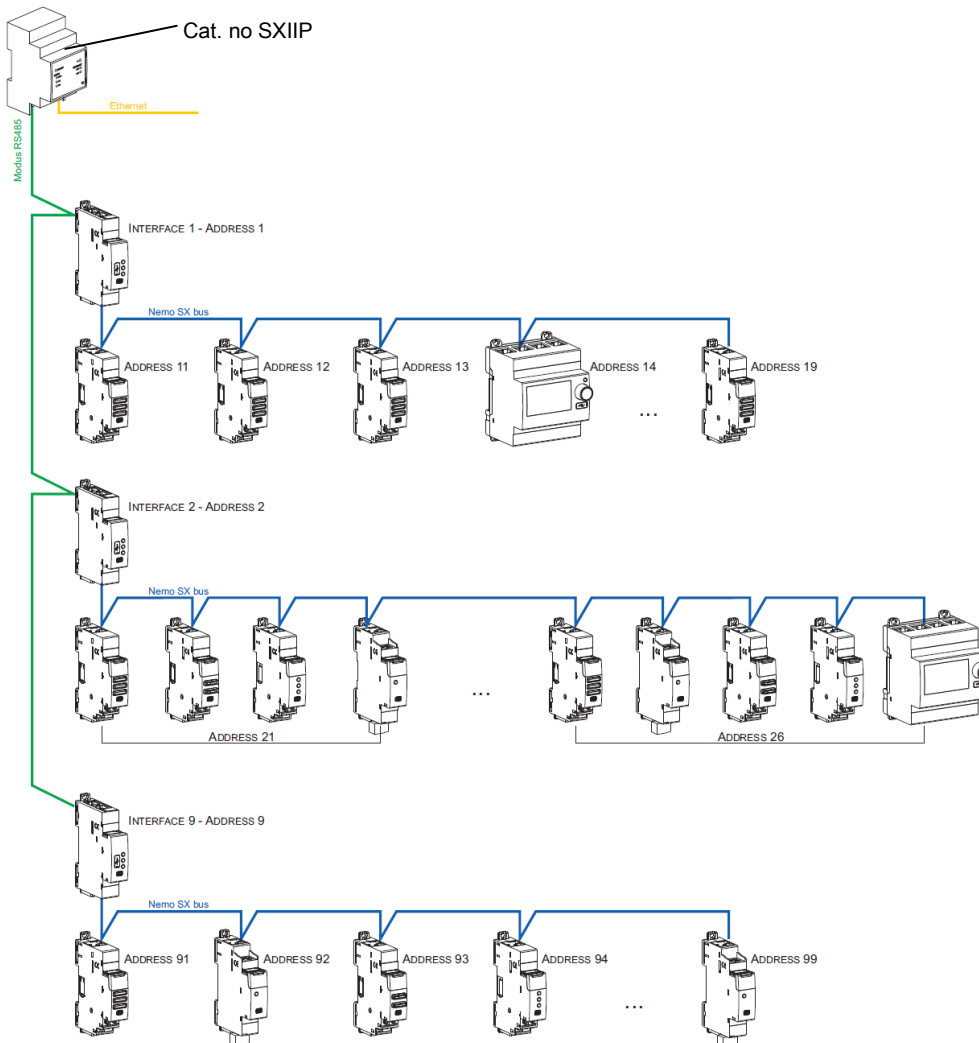 Cat. no SXIIP
Ethernet
Modus RS485
INTERFACE 1 - ADDRESS 1
Nemo SX bus
ADDRESS 11
ADDRESS 12
ADDRESS 13
ADDRESS 14
ADDRESS 19
...
INTERFACE 2 - ADDRESS 2
Nemo SX bus
...
ADDRESS 21
ADDRESS 26
INTERFACE 9 - ADDRESS 9
Nemo SX bus
ADDRESS 91
ADDRESS 92
ADDRESS 93
ADDRESS 94
ADDRESS 99
...